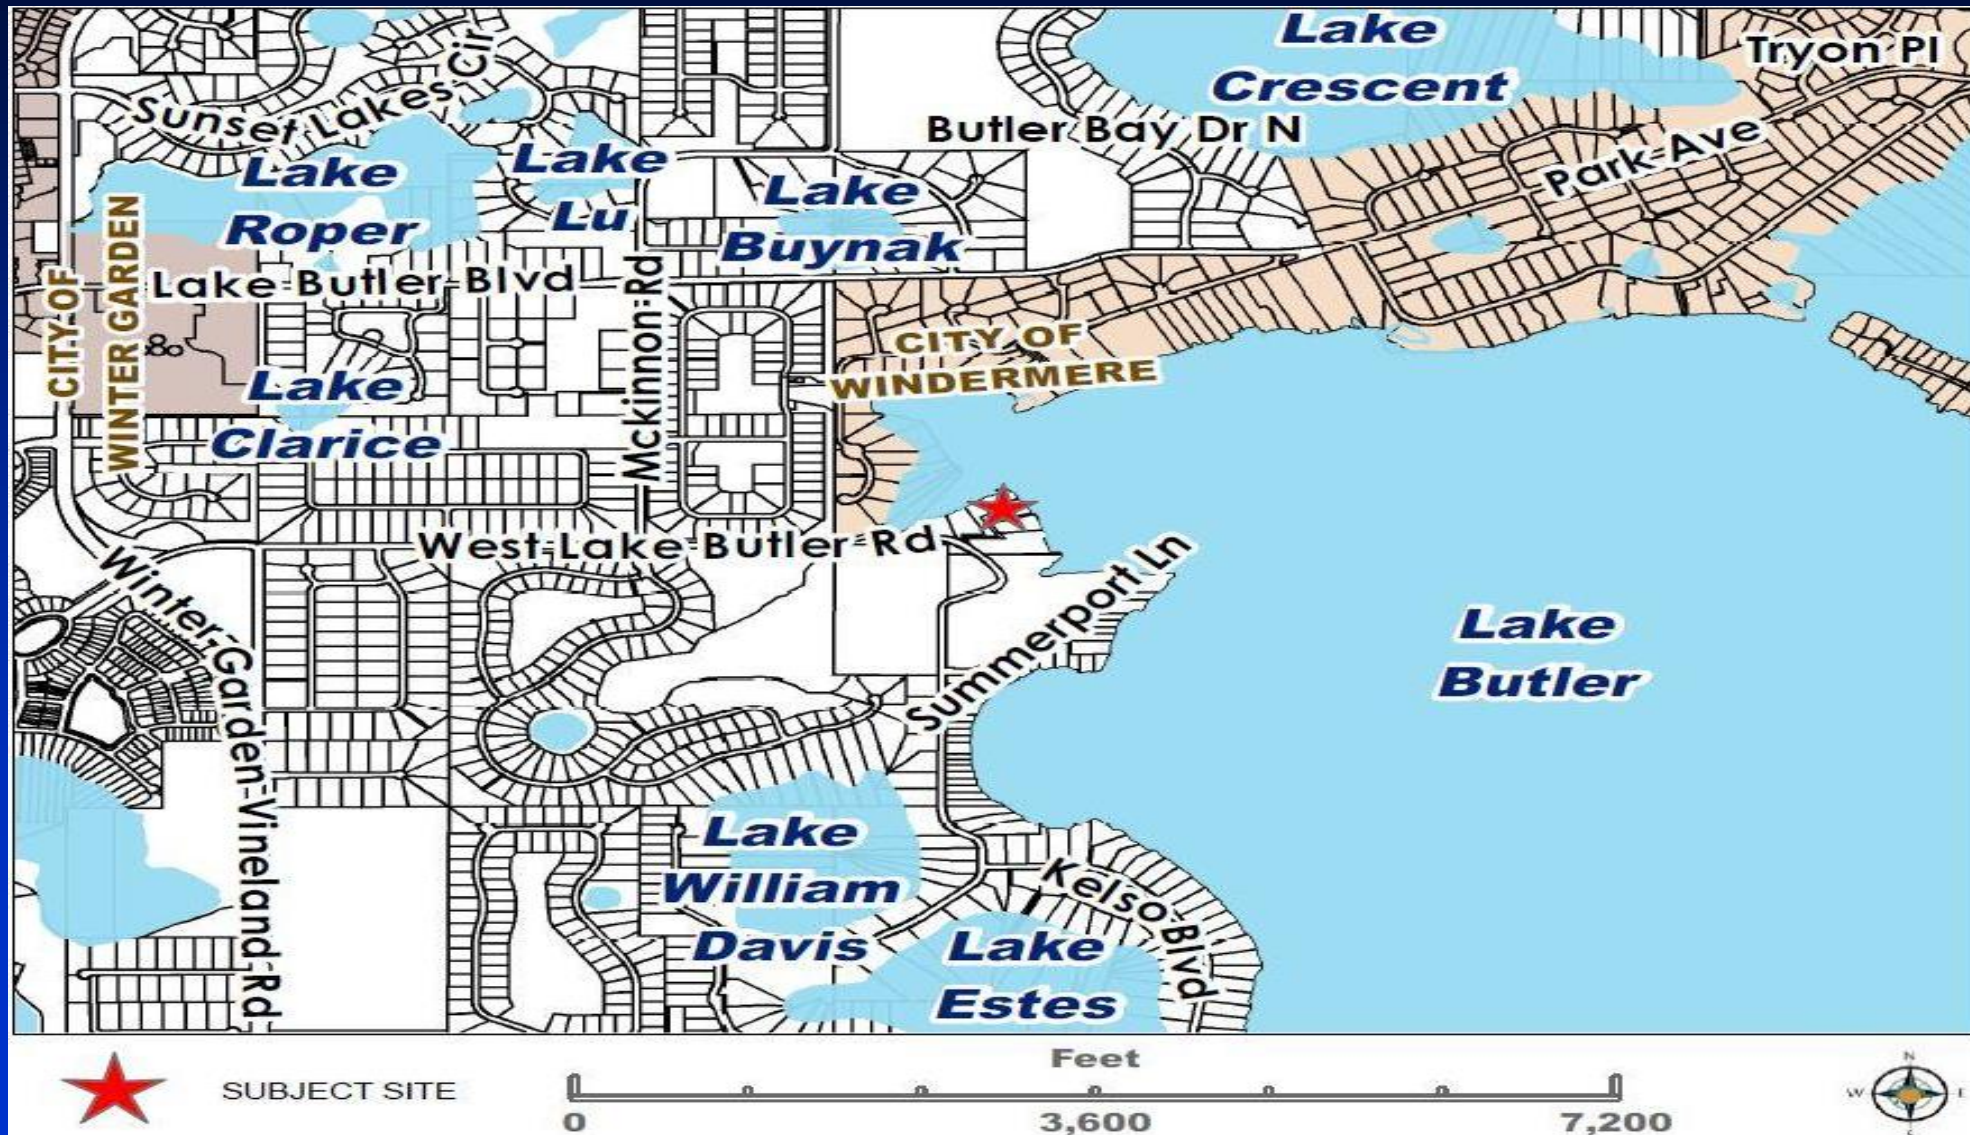 Lake
Crescent
Tryon Pl
Sunset Lakes Cir
Butler Bay Dr N
Park Ave
Lake
Roper
Lake
Lu
Lake
Buynak
CITY OF
WINTER GARDEN
Lake Butler Blvd
Mckinnon Rd
CITY OF
WINDERMERE
Lake
Clarice
West Lake Butler Rd
Winter Garden-Vineland Rd
Summerport Ln
Lake
Butler
Lake
William
Davis
Kelso Blvd
Lake
Estes
SUBJECT SITE
Feet
0 3,600 7,200
N
W E